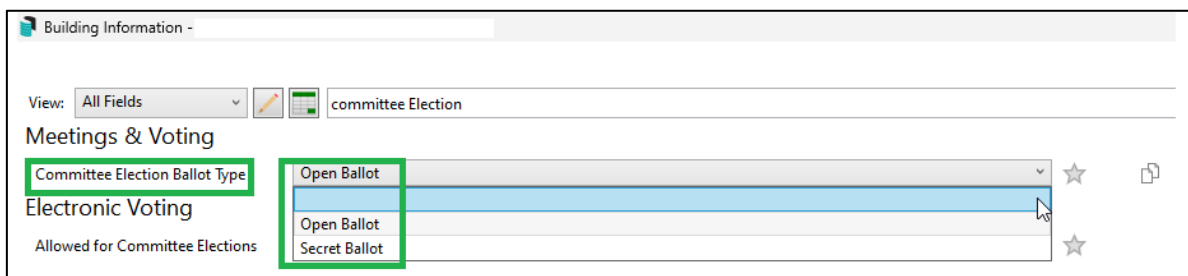 Building Information -
View: All Fields committee Election
Meetings & Voting
Committee Election Ballot Type Open Ballot
Electronic Voting
Open Ballot
Allowed for Committee Elections Secret Ballot